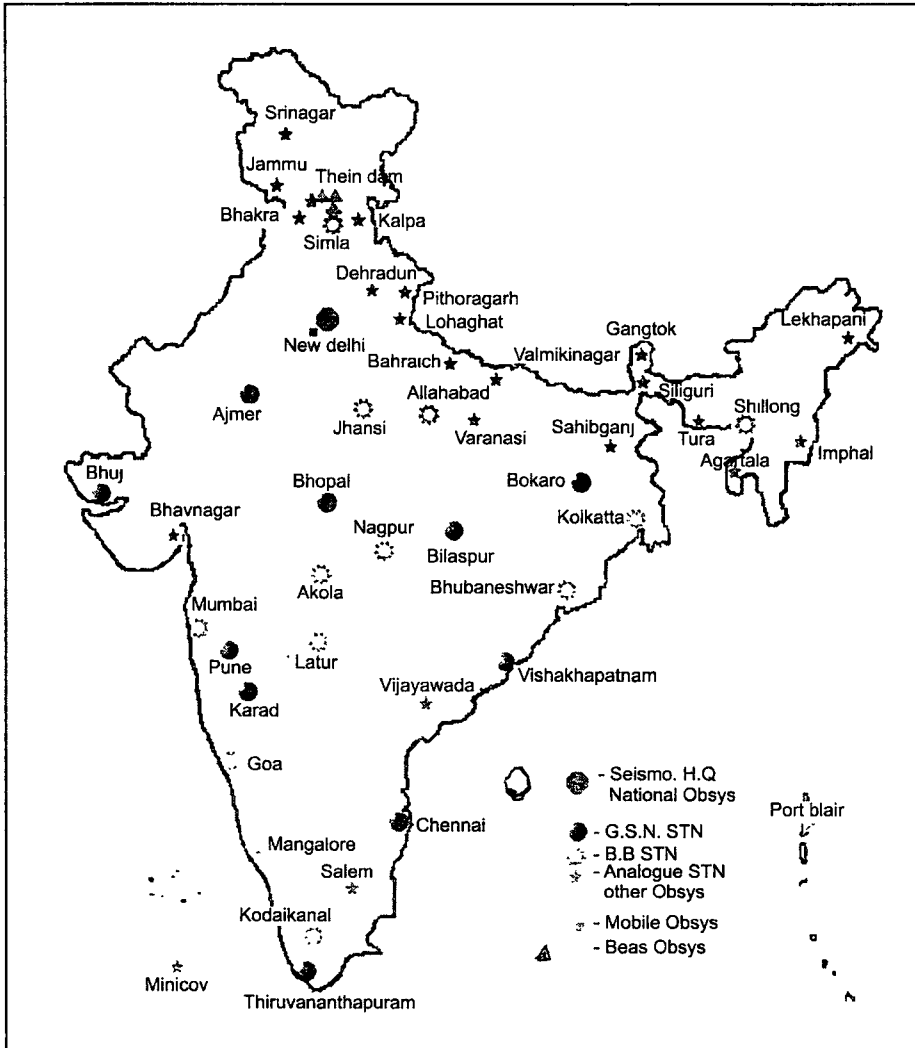 Srinagar
Jammu
Thein dam
Bhakra
Kalpa
Simla
Dehradun
Pithoragarh
Lohaghat
New delhi
Gangtok
Lekhapani
Bahraich
Valmikinagar
Siliguri
Allahabad
Ajmer
Jhansi
Varanasi
Sahibganj
Tura
Shillong
Imphal
Agartala
Bhuj
Bhopal
Bokaro
Bhavnagar
Nagpur
Kolkatta
Bilaspur
Akola
Bhubaneshwar
Mumbai
Pune
Latur
Vishakhapatnam
Vijayawada
Karad
Goa
- Seismo. H.Q
National Obsys
Port blair
Chennai
- G.S.N. STN
Mangalore
- B.B STN
- Analogue STN
other Obsys
Salem
Kodaikanal
- Mobile Obsys
- Beas Obsys
Minicov
Thiruvananthapuram